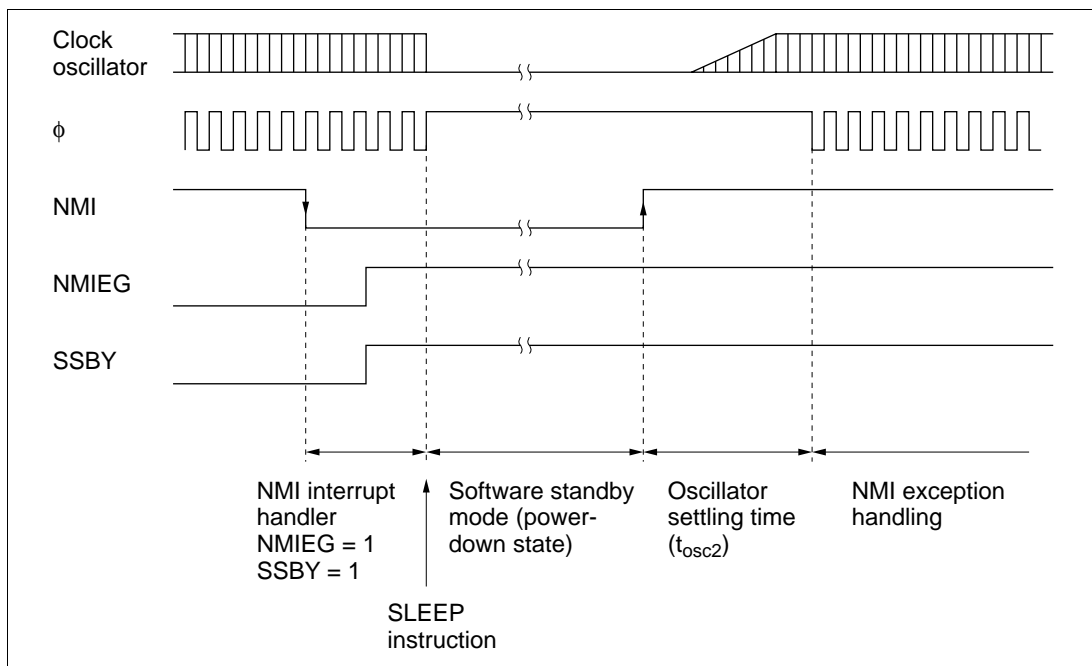 Clock
oscillator
φ
NMI
NMIEG
SSBY
NMI interrupt
handler
NMIEG = 1
SSBY = 1
Software standby
mode (power-
down state)
Oscillator
settling time
(tosc2)
NMI exception
handling
SLEEP
instruction